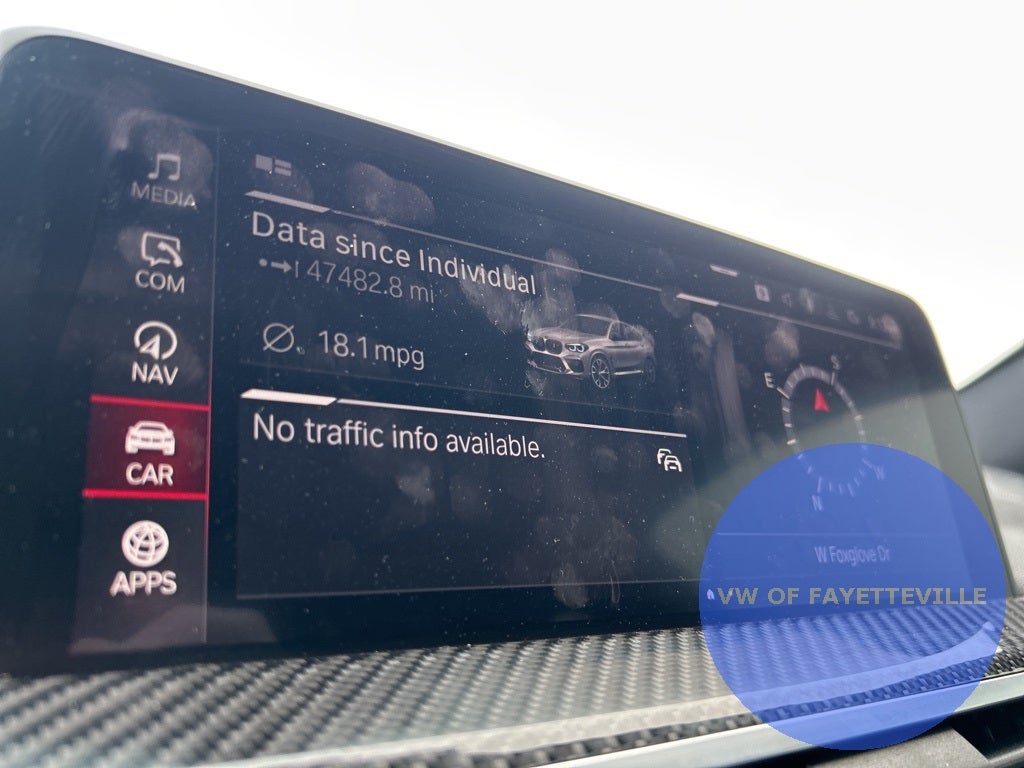 MEDIA
COM
NAV
CAR
APPS
Data since Individual
47482.8 mi
18.1 mpg
No traffic info available.
E
S
W
N
W Foxglove Dr
VW OF FAYETTEVILLE